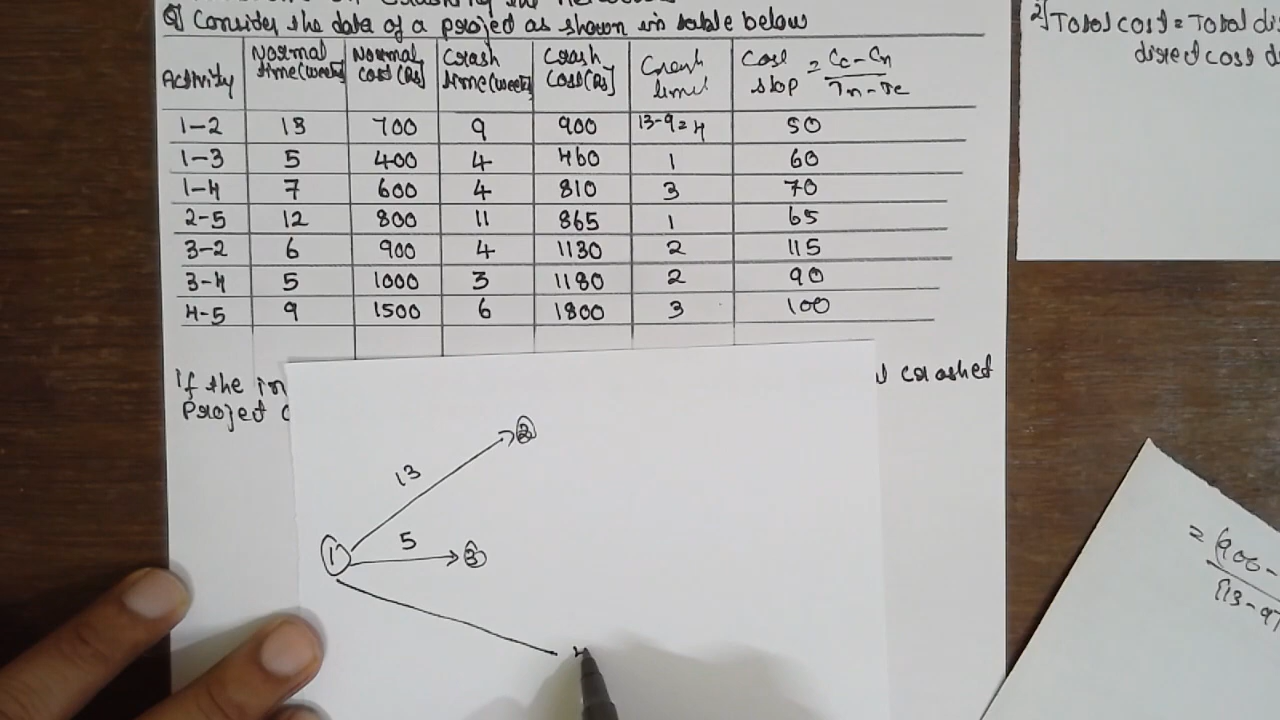 Q) Consider the data of a project as shown in table below
Activity Normal time(week) Normal cost(Rs) Crash time(week) Crash Cost(Rs) Crash limit Cost slop = Cc-Cn / Tn-Tc
1-2 13 700 9 900 13-9=4 50
1-3 5 400 4 460 1 60
1-4 7 600 4 810 3 70
2-5 12 800 11 865 1 65
3-2 6 900 4 1130 2 115
3-4 5 1000 3 1180 2 90
4-5 9 1500 6 1800 3 100
If the in
crashed
Project
2) Total cost = Total di
direct cost d
13
2
5
1
3
= (900-
(13-9)